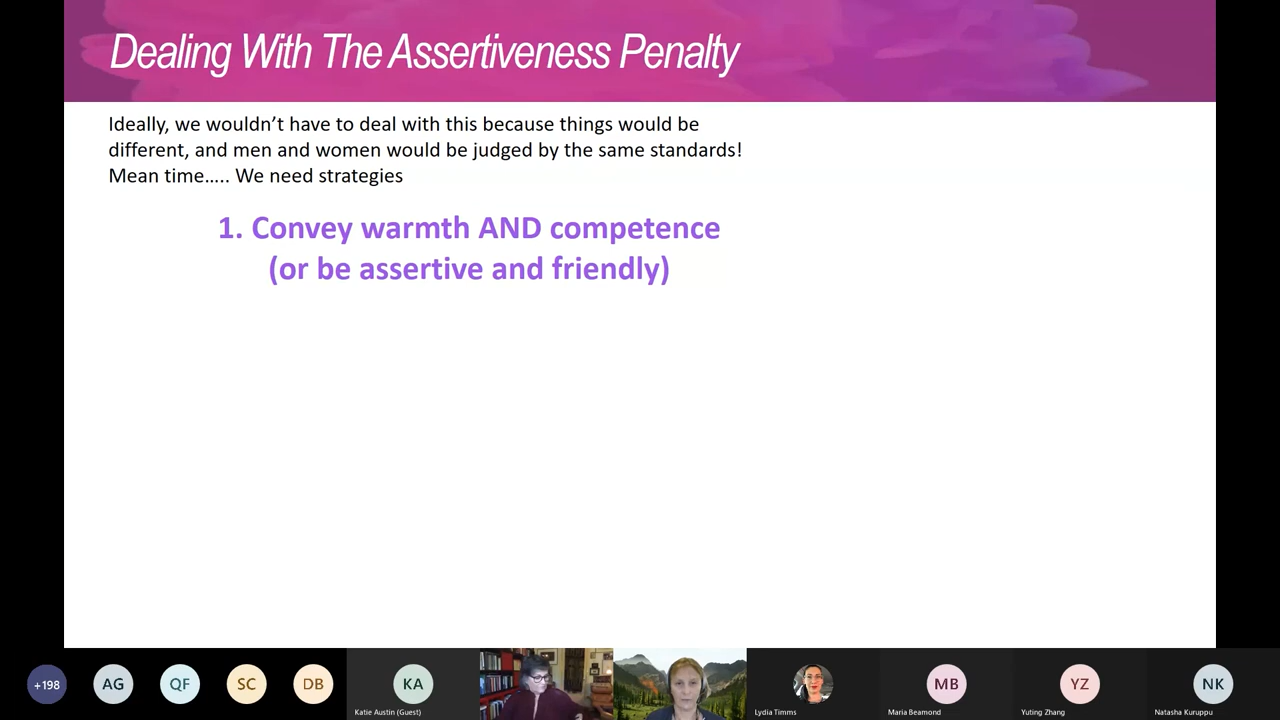 Dealing With The Assertiveness Penalty
Ideally, we wouldn’t have to deal with this because things would be
different, and men and women would be judged by the same standards!
Mean time….. We need strategies
1. Convey warmth AND competence
(or be assertive and friendly)
+198
AG
QF
SC
DB
KA
Katie Austin (Guest)
Lydia Timms
MB
Maria Beamond
YZ
Yuting Zhang
NK
Natasha Kuruppu